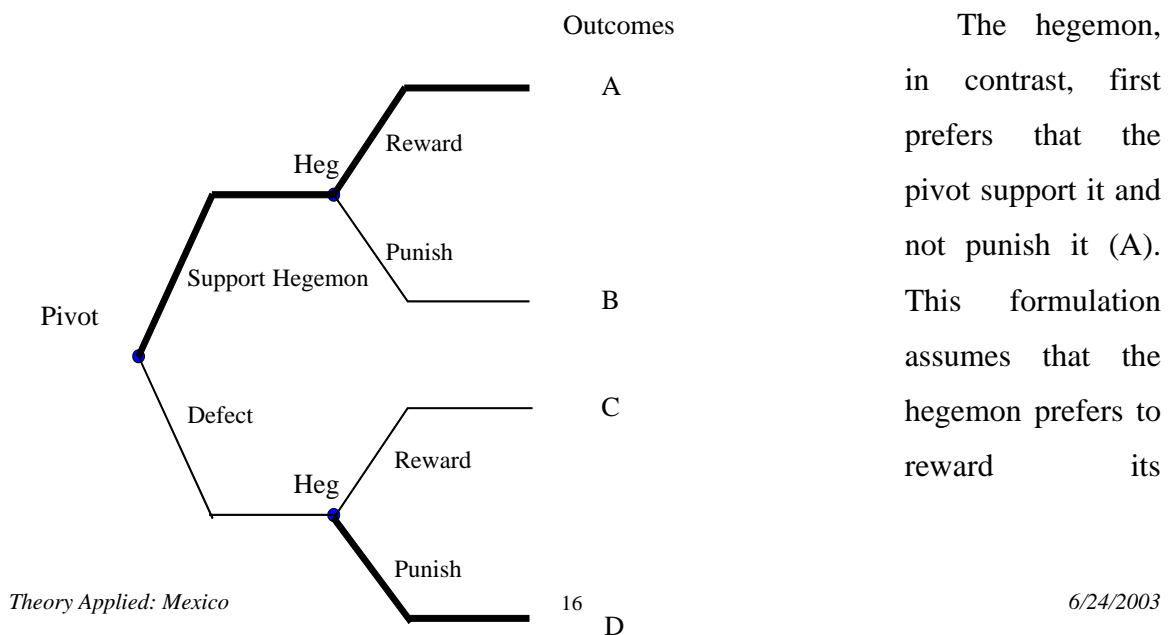 Outcomes
A
Reward
Heg
Punish
Support Hegemon
B
Pivot
Defect
C
Reward
Heg
Punish
D
The hegemon,
in contrast, first
prefers that the
pivot support it and
not punish it (A).
This formulation
assumes that the
hegemon prefers to
reward its
Theory Applied: Mexico 16 6/24/2003